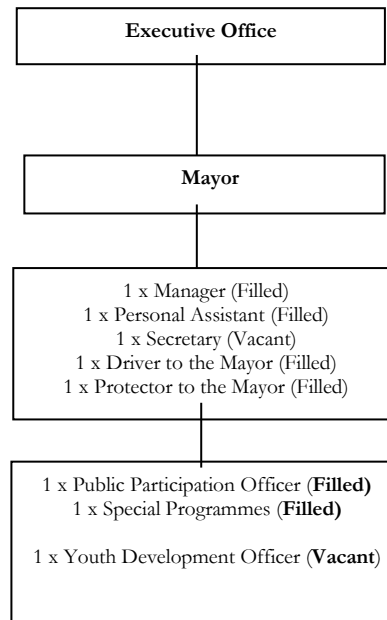 Executive Office
Mayor
1 x Manager (Filled)
1 x Personal Assistant (Filled)
1 x Secretary (Vacant)
1 x Driver to the Mayor (Filled)
1 x Protector to the Mayor (Filled)
1 x Public Participation Officer (Filled)
1 x Special Programmes (Filled)
1 x Youth Development Officer (Vacant)